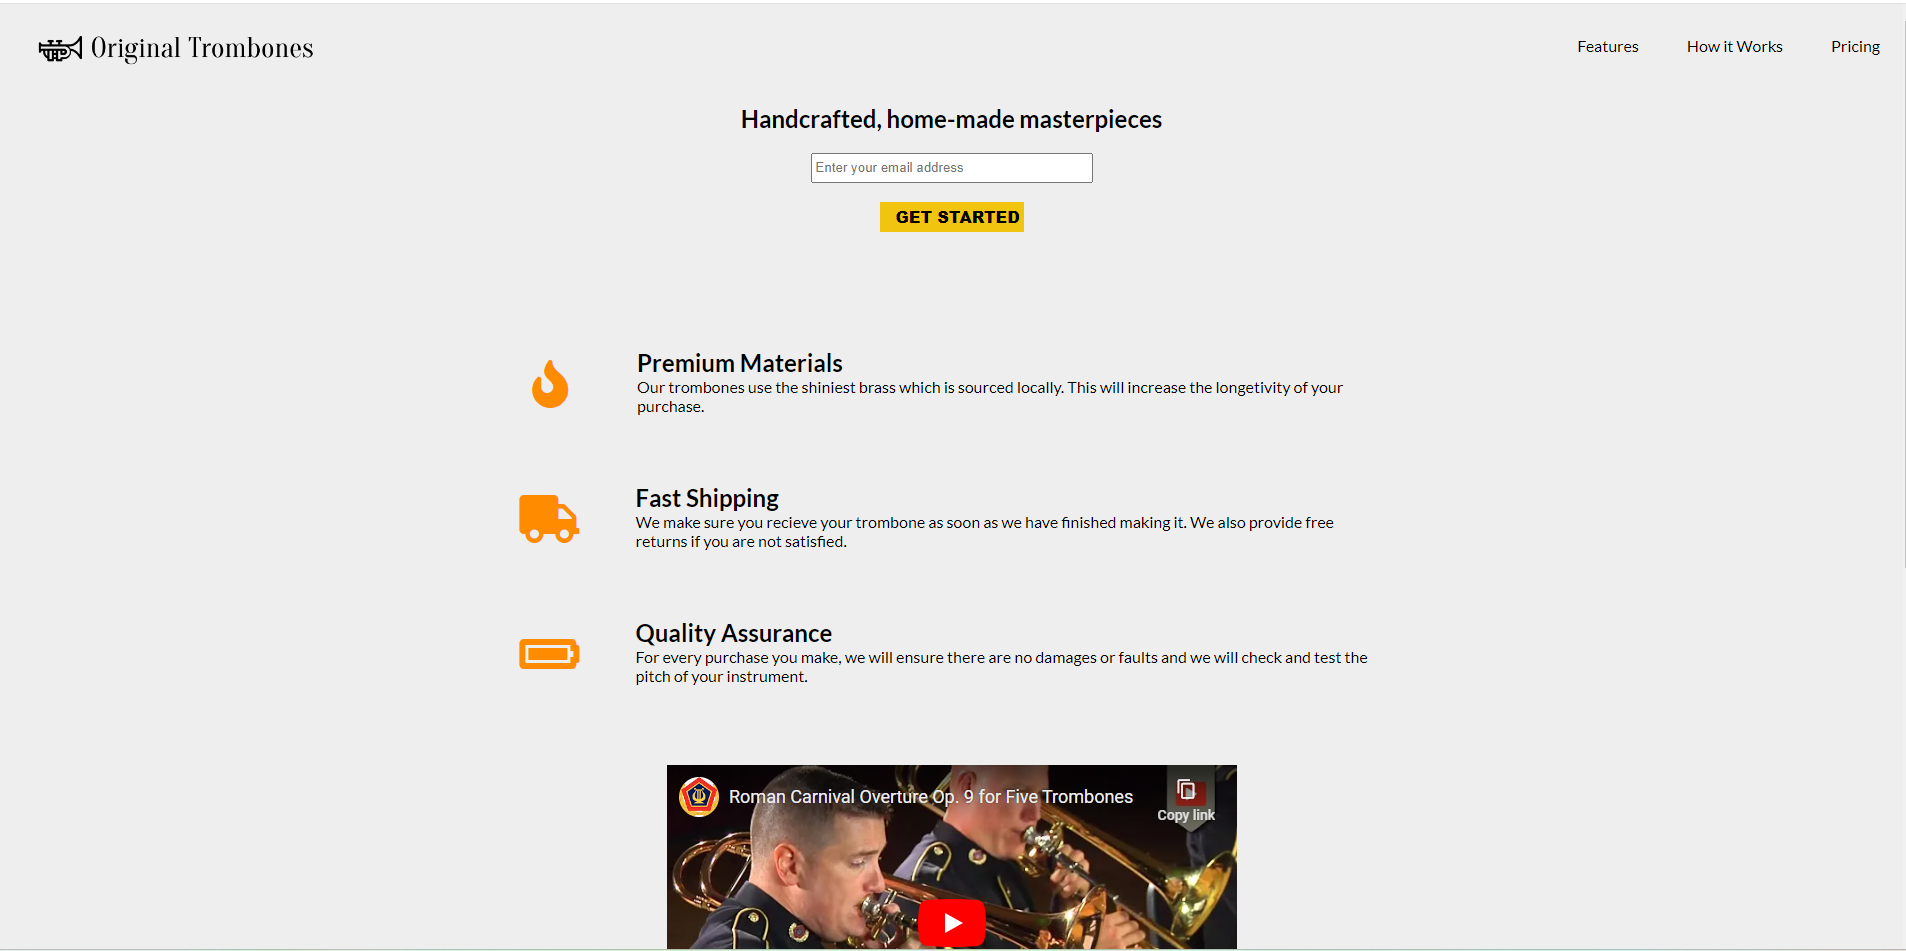 Original Trombones
Features
How it Works
Pricing
Handcrafted, home-made masterpieces
Enter your email address
GET STARTED
Premium Materials
Our trombones use the shiniest brass which is sourced locally. This will increase the longetivity of your
purchase.
Fast Shipping
We make sure you recieve your trombone as soon as we have finished making it. We also provide free
returns if you are not satisfied.
Quality Assurance
For every purchase you make, we will ensure there are no damages or faults and we will check and test the
pitch of your instrument.
Roman Carnival Overture Op. 9 for Five Trombones
Copy link